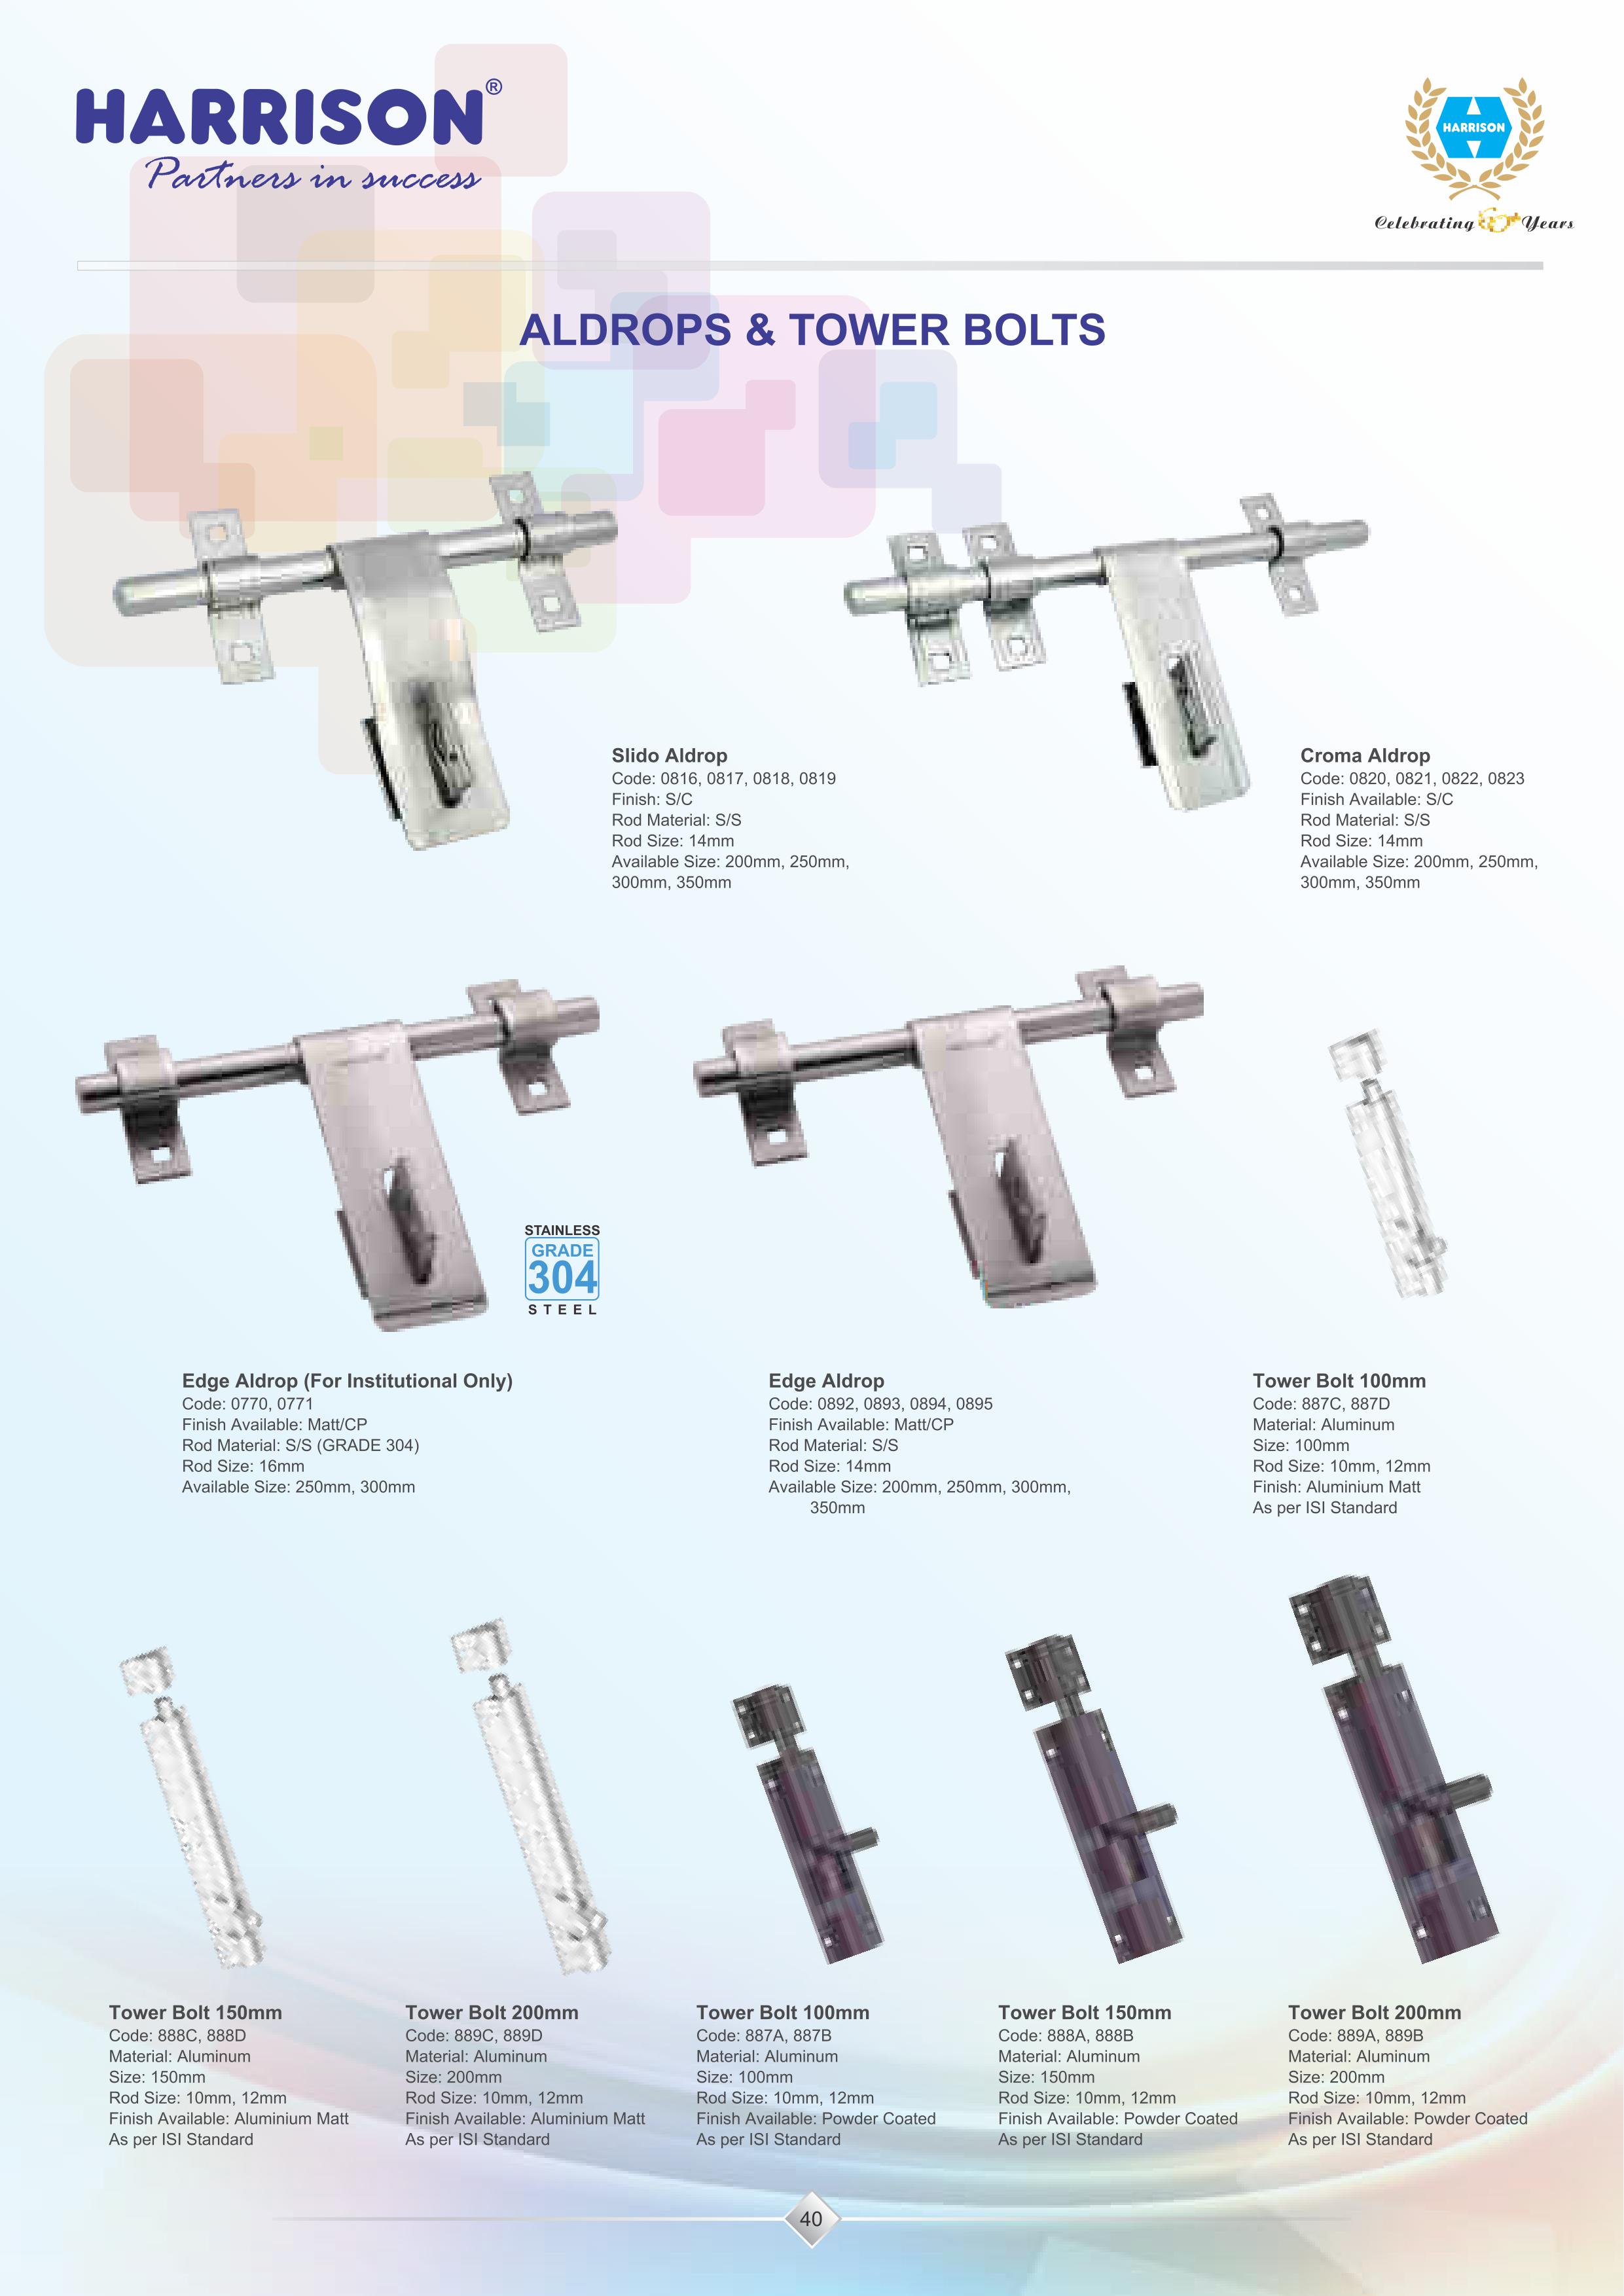 HARRISON®
Partners in success
HARRISON
Celebrating Years
ALDROPS & TOWER BOLTS
Slido Aldrop
Code: 0816, 0817, 0818, 0819
Finish: S/C
Rod Material: S/S
Rod Size: 14mm
Available Size: 200mm, 250mm,
300mm, 350mm
Croma Aldrop
Code: 0820, 0821, 0822, 0823
Finish Available: S/C
Rod Material: S/S
Rod Size: 14mm
Available Size: 200mm, 250mm,
300mm, 350mm
STAINLESS
GRADE
304
STEEL
Edge Aldrop (For Institutional Only)
Code: 0770, 0771
Finish Available: Matt/CP
Rod Material: S/S (GRADE 304)
Rod Size: 16mm
Available Size: 250mm, 300mm
Edge Aldrop
Code: 0892, 0893, 0894, 0895
Finish Available: Matt/CP
Rod Material: S/S
Rod Size: 14mm
Available Size: 200mm, 250mm, 300mm,
350mm
Tower Bolt 100mm
Code: 887C, 887D
Material: Aluminum
Size: 100mm
Rod Size: 10mm, 12mm
Finish: Aluminium Matt
As per ISI Standard
Tower Bolt 150mm
Code: 888C, 888D
Material: Aluminum
Size: 150mm
Rod Size: 10mm, 12mm
Finish Available: Aluminium Matt
As per ISI Standard
Tower Bolt 200mm
Code: 889C, 889D
Material: Aluminum
Size: 200mm
Rod Size: 10mm, 12mm
Finish Available: Aluminium Matt
As per ISI Standard
Tower Bolt 100mm
Code: 887A, 887B
Material: Aluminum
Size: 100mm
Rod Size: 10mm, 12mm
Finish Available: Powder Coated
As per ISI Standard
Tower Bolt 150mm
Code: 888A, 888B
Material: Aluminum
Size: 150mm
Rod Size: 10mm, 12mm
Finish Available: Powder Coated
As per ISI Standard
Tower Bolt 200mm
Code: 889A, 889B
Material: Aluminum
Size: 200mm
Rod Size: 10mm, 12mm
Finish Available: Powder Coated
As per ISI Standard
40